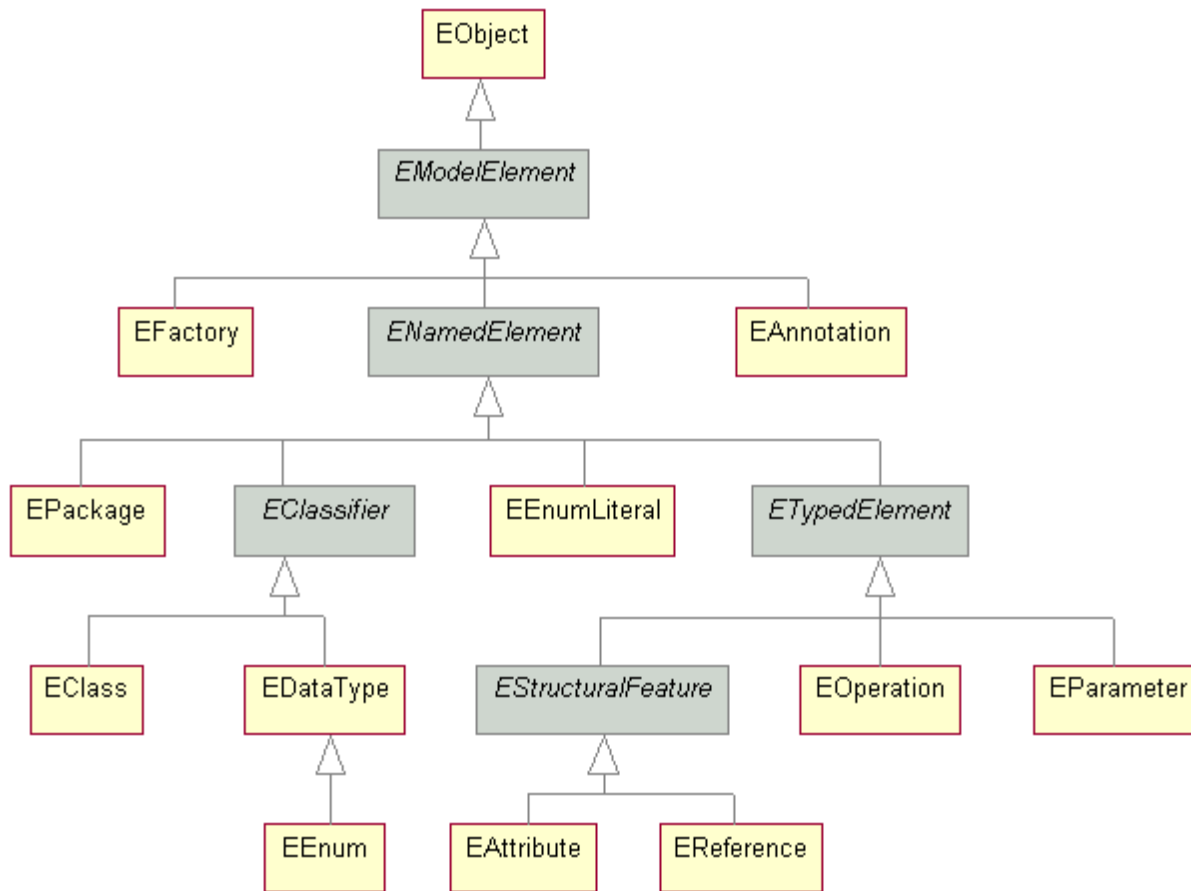 EObject
EModelElement
EFactory
ENamedElement
EAnnotation
EPackage
EClassifier
EEnumLiteral
ETypedElement
EClass
EDataType
EStructuralFeature
EOperation
EParameter
EEnum
EAttribute
EReference